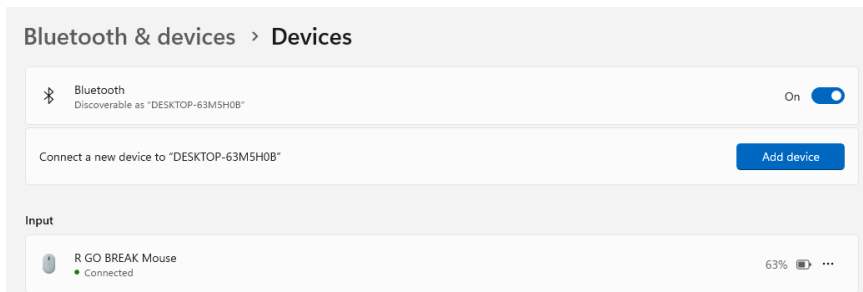 Bluetooth & devices > Devices
Bluetooth
Discoverable as "DESKTOP-63M5H0B"
On
Connect a new device to "DESKTOP-63M5H0B"
Add device
Input
R GO BREAK Mouse
Connected
63%